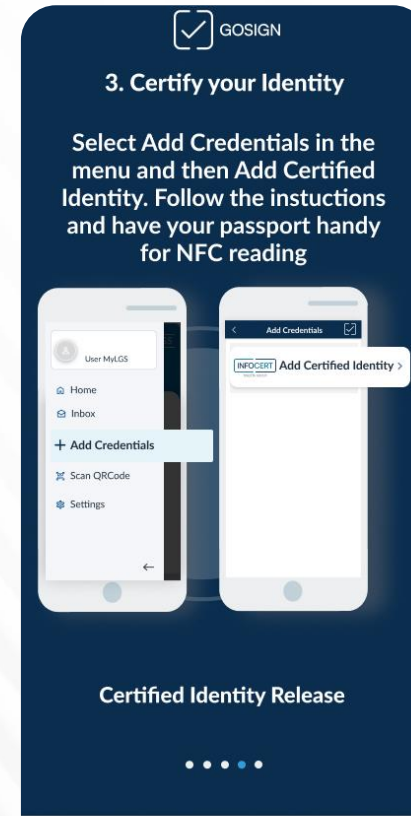 GOSIGN
3. Certify your Identity
Select Add Credentials in the
menu and then Add Certified
Identity. Follow the instuctions
and have your passport handy
for NFC reading
User MyLGS
Home
Inbox
+ Add Credentials
Scan QRCode
Settings
←
< Add Credentials
INFOCERT Add Certified Identity >
Certified Identity Release